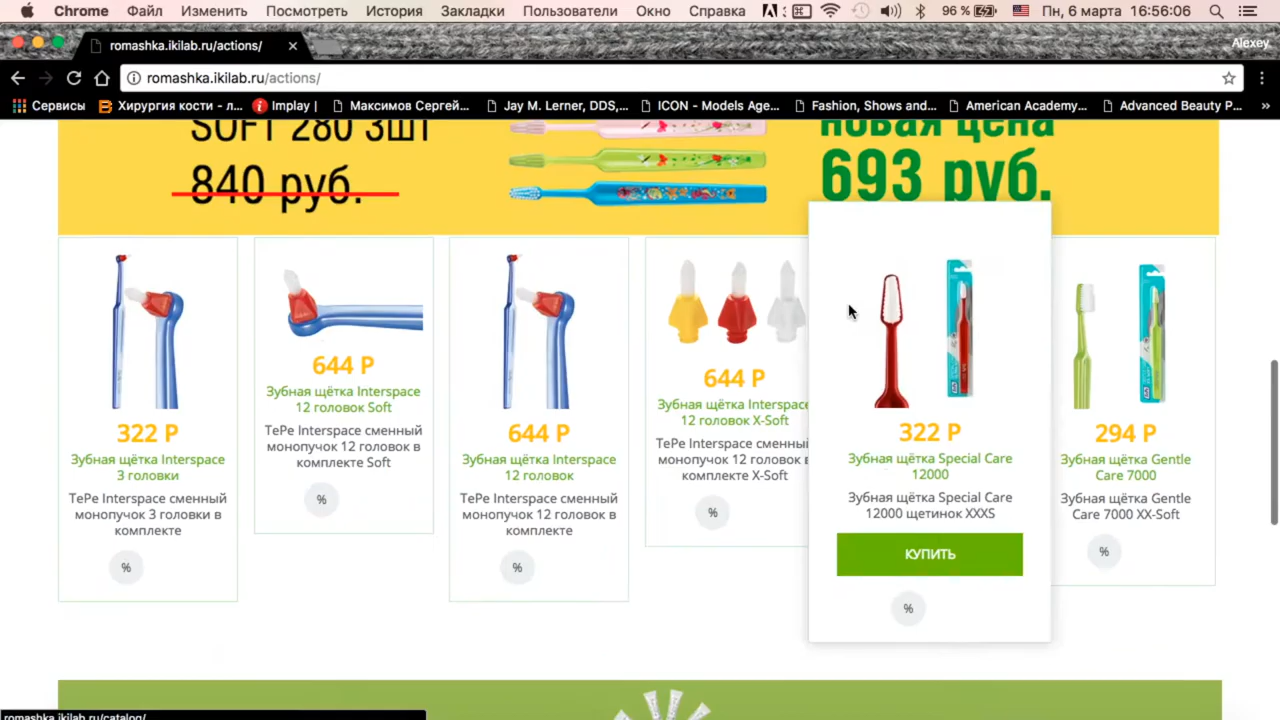 Chrome Файл Изменить Посмотреть История Закладки Пользователи Окно Справка 96 % Пн, 6 марта 16:56:06
romashka.ikilab.ru/actions/
Alexey
romashka.ikilab.ru/actions/
Сервисы Хирургия кости - л... Implay | Максимов Сергей... Jay M. Lerner, DDS,... ICON - Models Age... Fashion, Shows and... American Academy... Advanced Beauty P... »
SOFT 280 3шт
840 руб.
новая цена
693 руб.
322 Р
Зубная щётка Interspace
3 головки
TePe Interspace сменный
монопучок 3 головки в
комплекте
%
644 Р
Зубная щётка Interspace
12 головок Soft
TePe Interspace сменный
монопучок 12 головок в
комплекте Soft
%
644 Р
Зубная щётка Interspace
12 головок
TePe Interspace сменный
монопучок 12 головок в
комплекте
%
644 Р
Зубная щётка Interspace
12 головок X-Soft
TePe Interspace сменный
монопучок 12 головок в
комплекте X-Soft
%
322 Р
Зубная щётка Special Care
12000
Зубная щётка Special Care
12000 щетинок XXXS
КУПИТЬ
%
294 Р
Зубная щётка Gentle
Care 7000
Зубная щётка Gentle
Care 7000 XX-Soft
%
romashka.ikilab.ru/catalog/